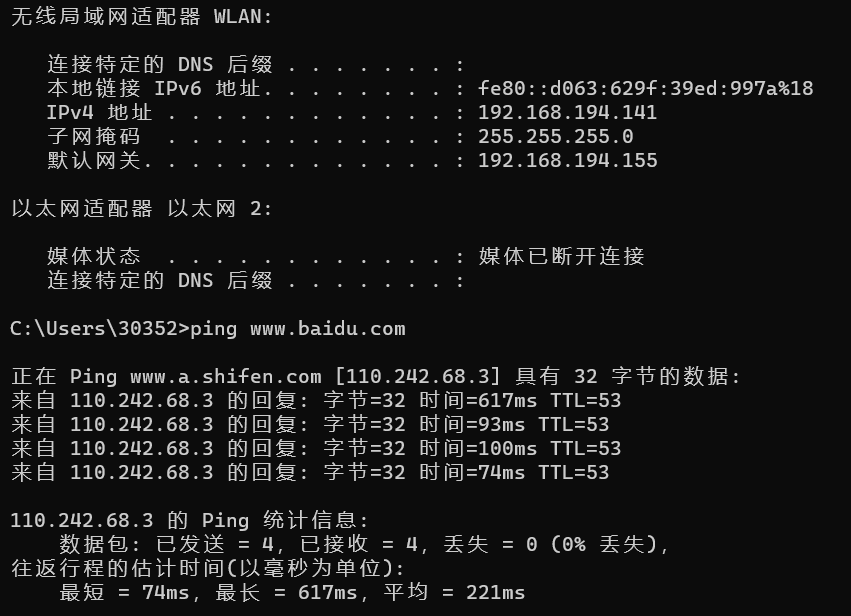 无线局域网适配器 WLAN:
连接特定的 DNS 后缀 . . . . . . . :
本地链接 IPv6 地址. . . . . . . . : fe80::d063:629f:39ed:997a%18
IPv4 地址 . . . . . . . . . . . . : 192.168.194.141
子网掩码  . . . . . . . . . . . . : 255.255.255.0
默认网关. . . . . . . . . . . . . : 192.168.194.155
以太网适配器 以太网 2:
媒体状态  . . . . . . . . . . . . : 媒体已断开连接
连接特定的 DNS 后缀 . . . . . . . :
C:\Users\30352>ping www.baidu.com
正在 Ping www.a.shifen.com [110.242.68.3] 具有 32 字节的数据:
来自 110.242.68.3 的回复: 字节=32 时间=617ms TTL=53
来自 110.242.68.3 的回复: 字节=32 时间=93ms TTL=53
来自 110.242.68.3 的回复: 字节=32 时间=100ms TTL=53
来自 110.242.68.3 的回复: 字节=32 时间=74ms TTL=53
110.242.68.3 的 Ping 统计信息:
数据包: 已发送 = 4，已接收 = 4，丢失 = 0 (0% 丢失)，
往返行程的估计时间(以毫秒为单位):
最短 = 74ms，最长 = 617ms，平均 = 221ms